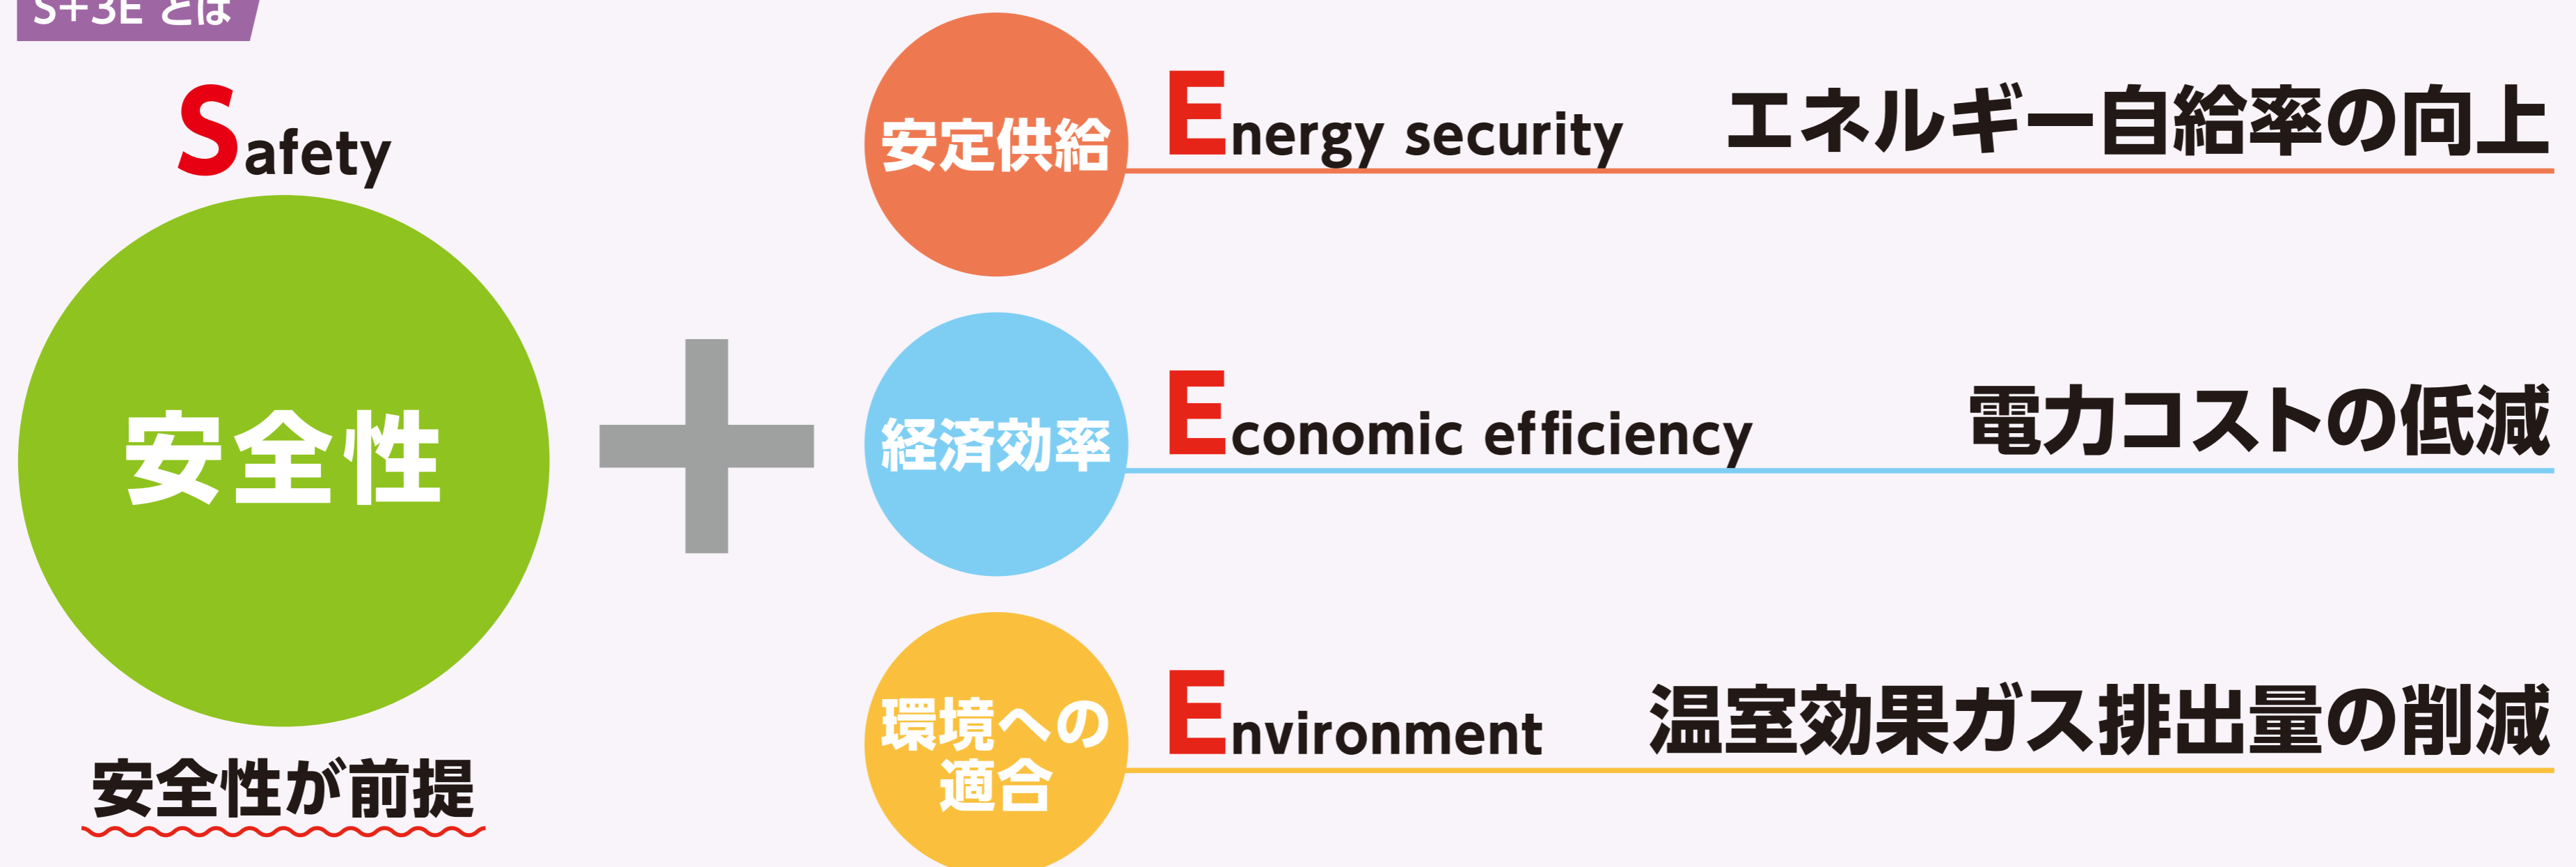 S+3E とは
Safety
安全性
安全性が前提
安定供給
Energy security
エネルギー自給率の向上
経済効率
Economic efficiency
電力コストの低減
環境への
適合
Environment
温室効果ガス排出量の削減